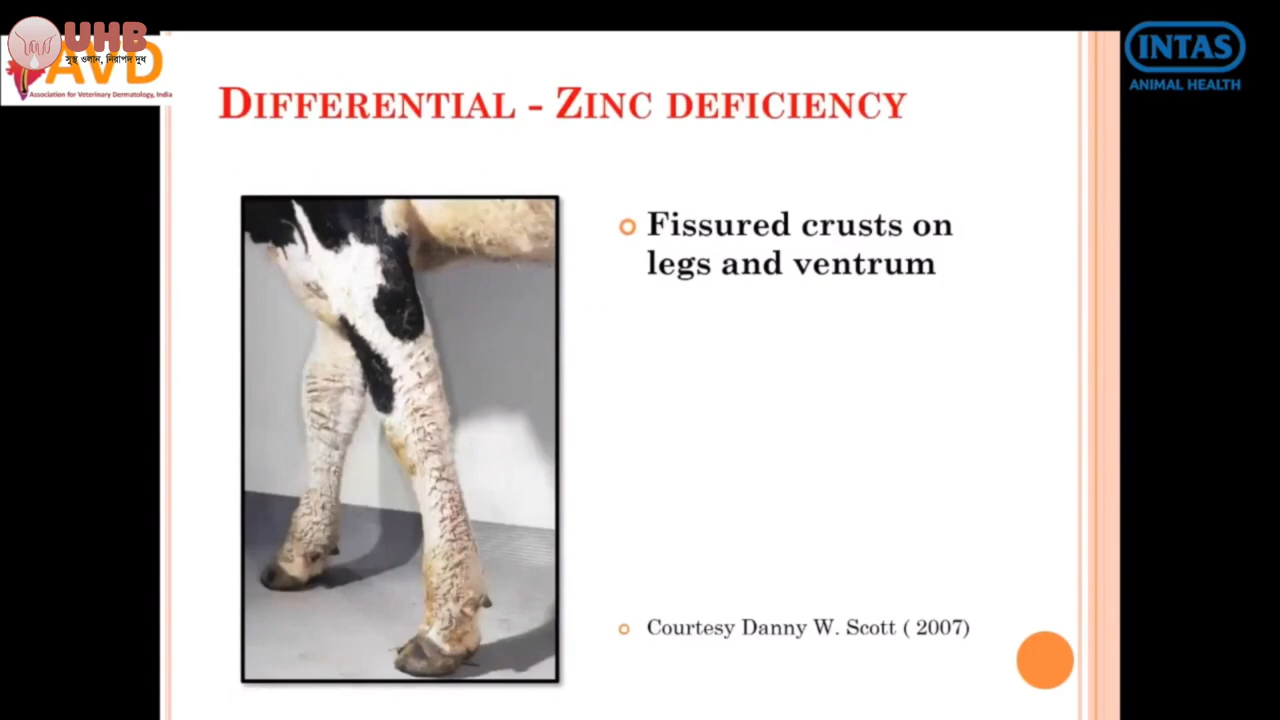 UHB
সুস্থ ওলান, নিরাপদ দুধ
AVD
Association for Veterinary Dermatology, India
INTAS
ANIMAL HEALTH
DIFFERENTIAL - ZINC DEFICIENCY
Fissured crusts on
legs and ventrum
Courtesy Danny W. Scott ( 2007)